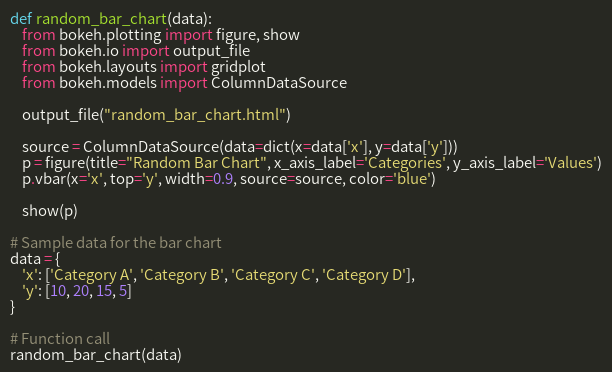 def random_bar_chart(data):
    from bokeh.plotting import figure, show
    from bokeh.io import output_file
    from bokeh.layouts import gridplot
    from bokeh.models import ColumnDataSource

    output_file("random_bar_chart.html")

    source = ColumnDataSource(data=dict(x=data['x'], y=data['y']))
    p = figure(title="Random Bar Chart", x_axis_label='Categories', y_axis_label='Values')
    p.vbar(x='x', top='y', width=0.9, source=source, color='blue')

    show(p)

# Sample data for the bar chart
data = {
    'x': ['Category A', 'Category B', 'Category C', 'Category D'],
    'y': [10, 20, 15, 5]
}

# Function call
random_bar_chart(data)